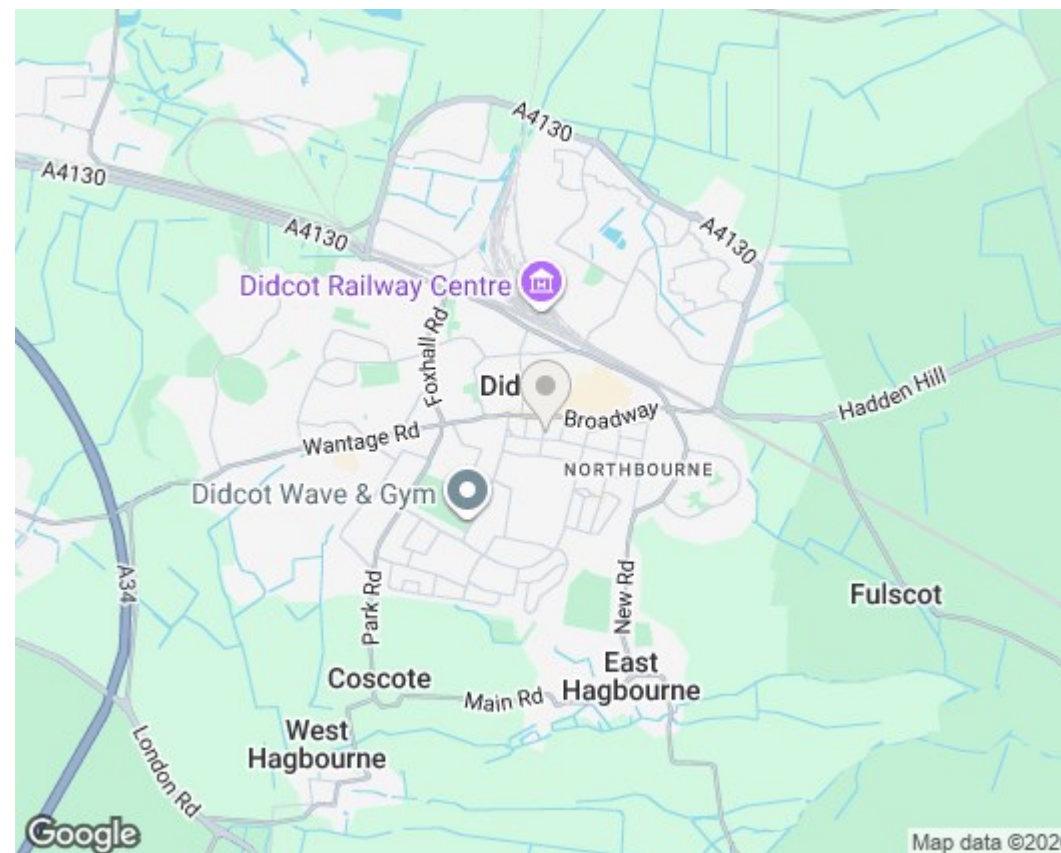 A4130
A4130
A4130
A4130
Didcot Railway Centre
Foxhall Rd
Did
Broadway
Hadden Hill
Wantage Rd
NORTHBOURNE
Didcot Wave & Gym
A34
Park Rd
New Rd
Fulscot
Coscote
East
Hagbourne
Main Rd
West
Hagbourne
London Rd
Google
Map data ©202